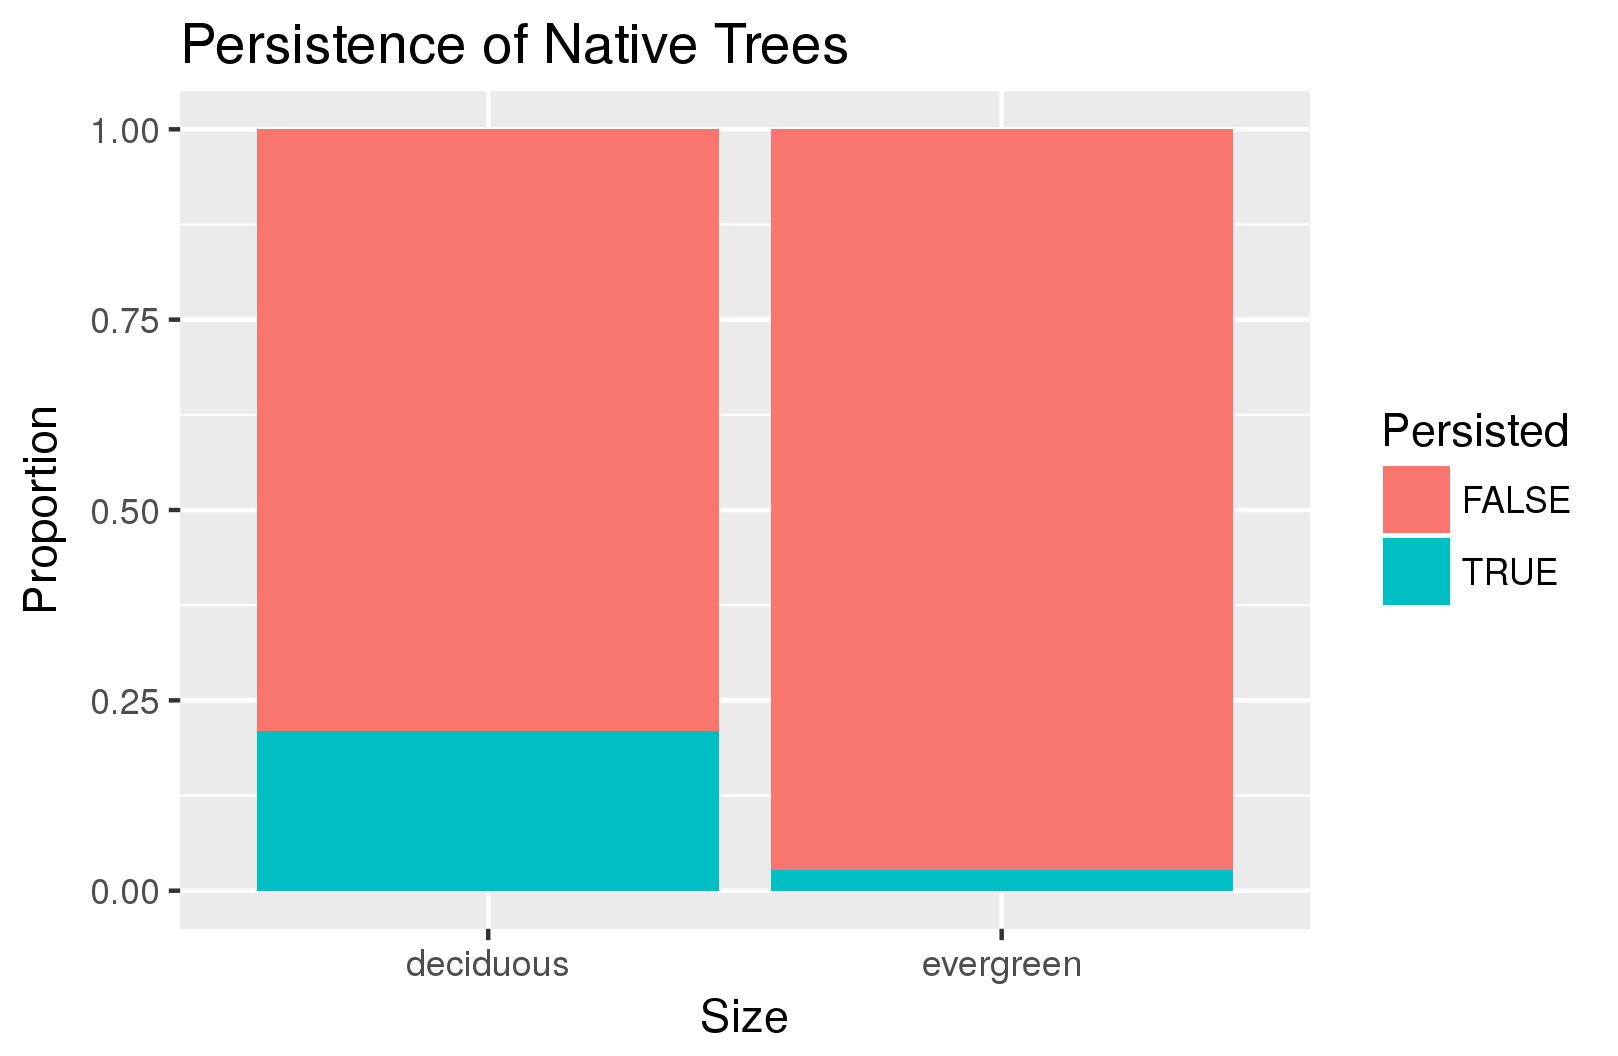 Persistence of Native Trees
1.00
0.75
0.50
0.25
0.00
Proportion
deciduous
evergreen
Size
Persisted
FALSE
TRUE